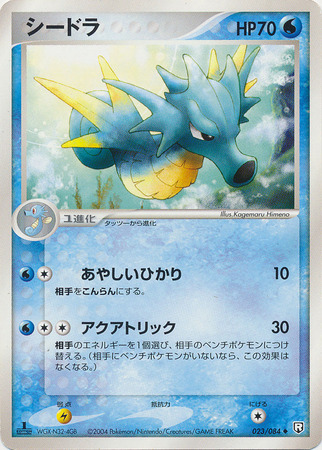 シードラ
HP70
Illus.Kagemaru Himeno
1進化
タッツーから進化
あやしいひかり 10
相手をこんらんにする。
アクアトリック 30
相手のエネルギーを1個選び、相手のベンチポケモンにつけ
替える。(相手にベンチポケモンがいないなら、この効果は
なくなる。)
弱点 抵抗力 にげる
1
WGX-N32-4GB ©2004 Pokémon/Nintendo/Creatures/GAME FREAK 023/084
R